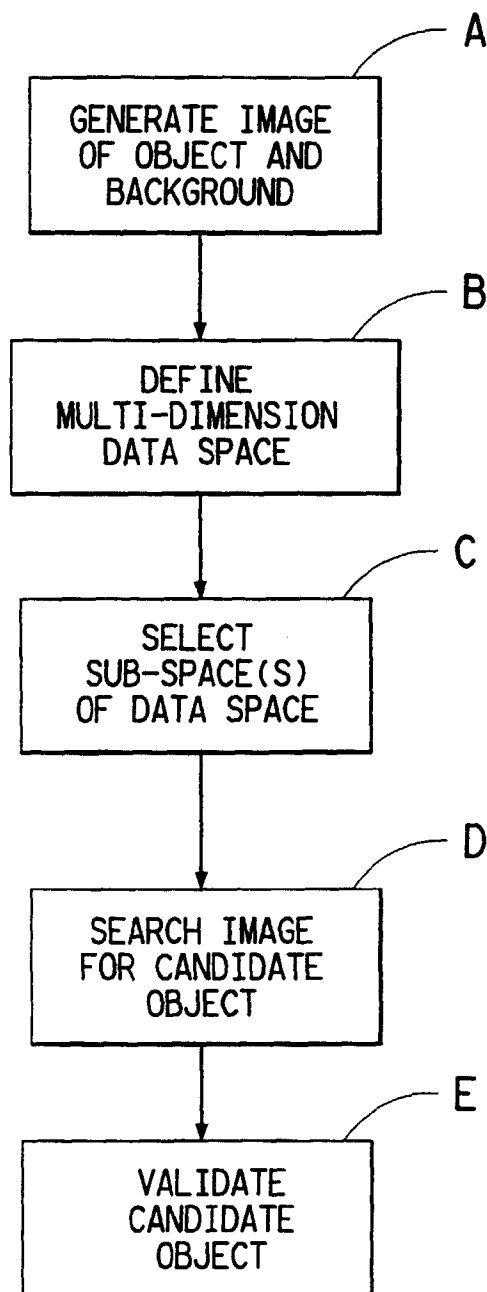 A
GENERATE IMAGE
OF OBJECT AND
BACKGROUND
B
DEFINE
MULTI-DIMENSION
DATA SPACE
C
SELECT
SUB-SPACE(S)
OF DATA SPACE
D
SEARCH IMAGE
FOR CANDIDATE
OBJECT
E
VALIDATE
CANDIDATE
OBJECT